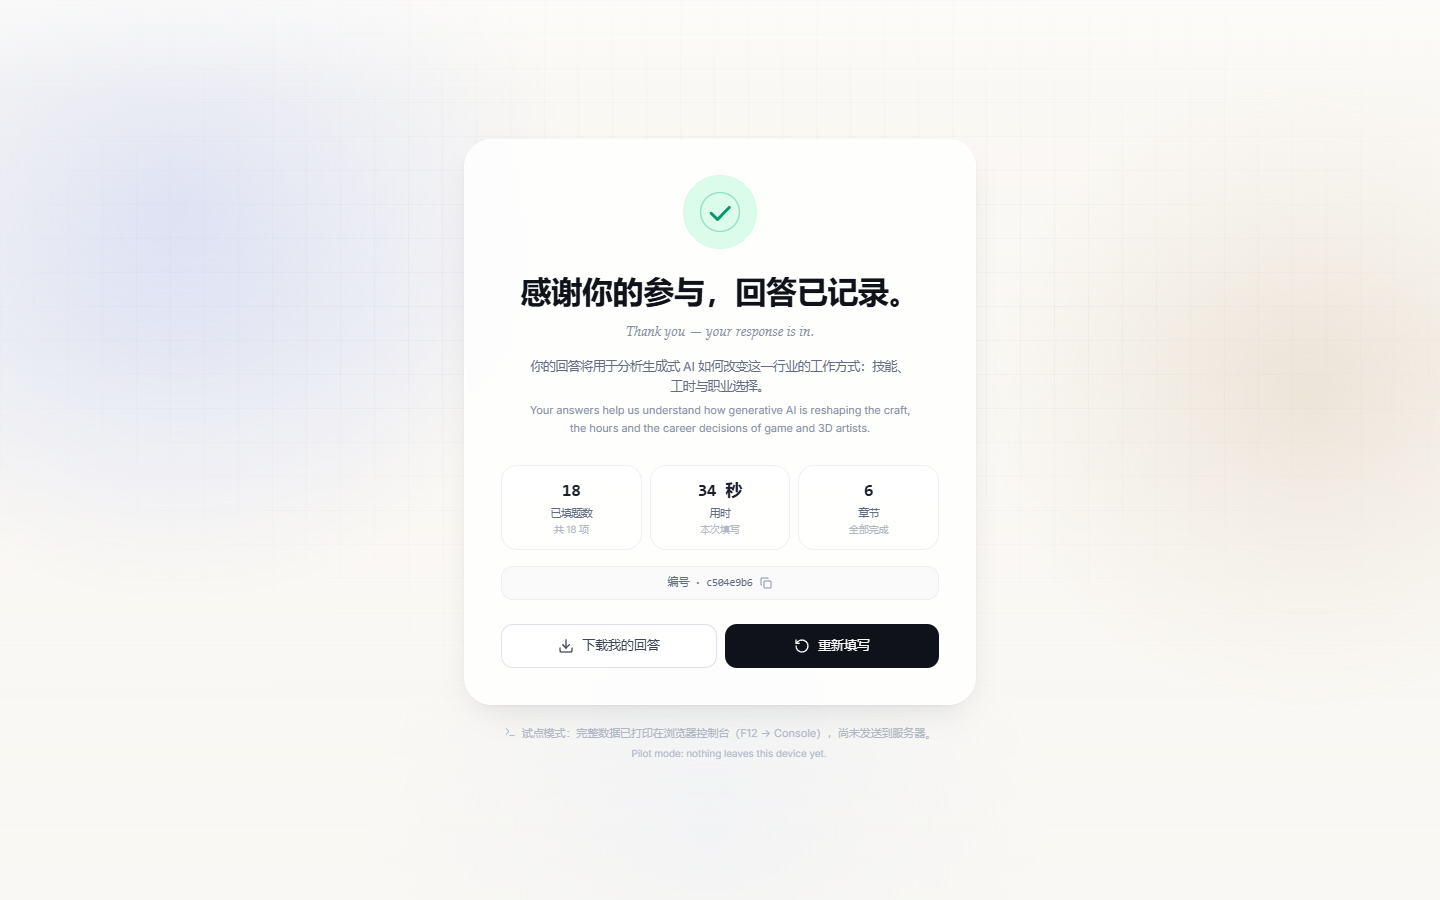 感谢你的参与，回答已记录。
Thank you — your response is in.
你的回答将用于分析生成式 AI 如何改变这一行业的工作方式：技能、
工时与职业选择。
Your answers help us understand how generative AI is reshaping the craft,
the hours and the career decisions of game and 3D artists.
18
已填题数
共 18 项
34 秒
用时
本次填写
6
章节
全部完成
编号 · c504e9b6
下载我的回答
重新填写
试点模式：完整数据已打印在浏览器控制台（F12 → Console），尚未发送到服务器。
Pilot mode: nothing leaves this device yet.